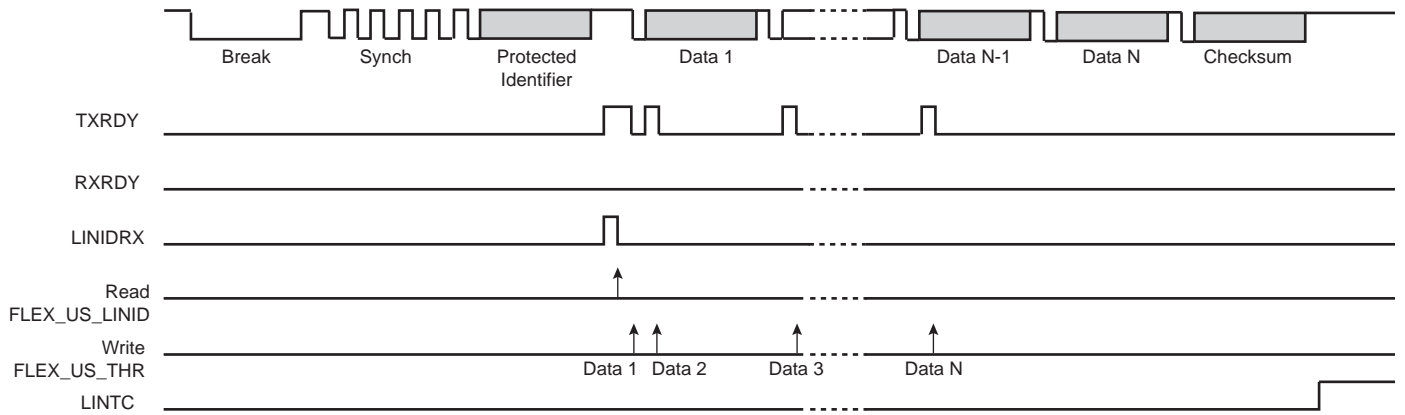 Break Synch Protected Data 1 Data N-1 Data N Checksum
Identifier
TXRDY
RXRDY
LINIDRX
Read
FLEX_US_LINID
Write
FLEX_US_THR Data 1 Data 2 Data 3 Data N
LINTC